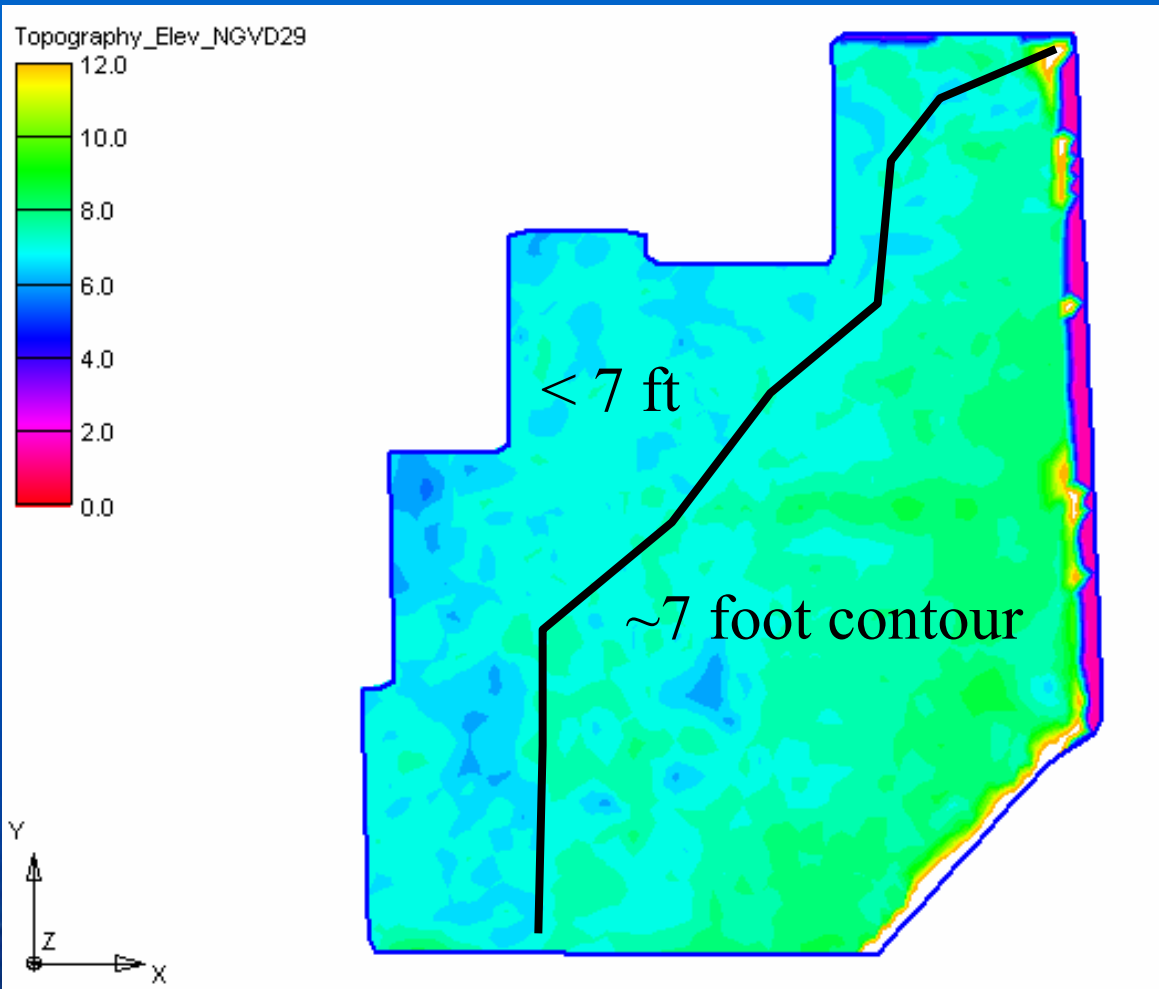 Topography_Elev_NGVD29
12.0
10.0
8.0
6.0
4.0
2.0
0.0
< 7 ft
~7 foot contour
Y
Z
X